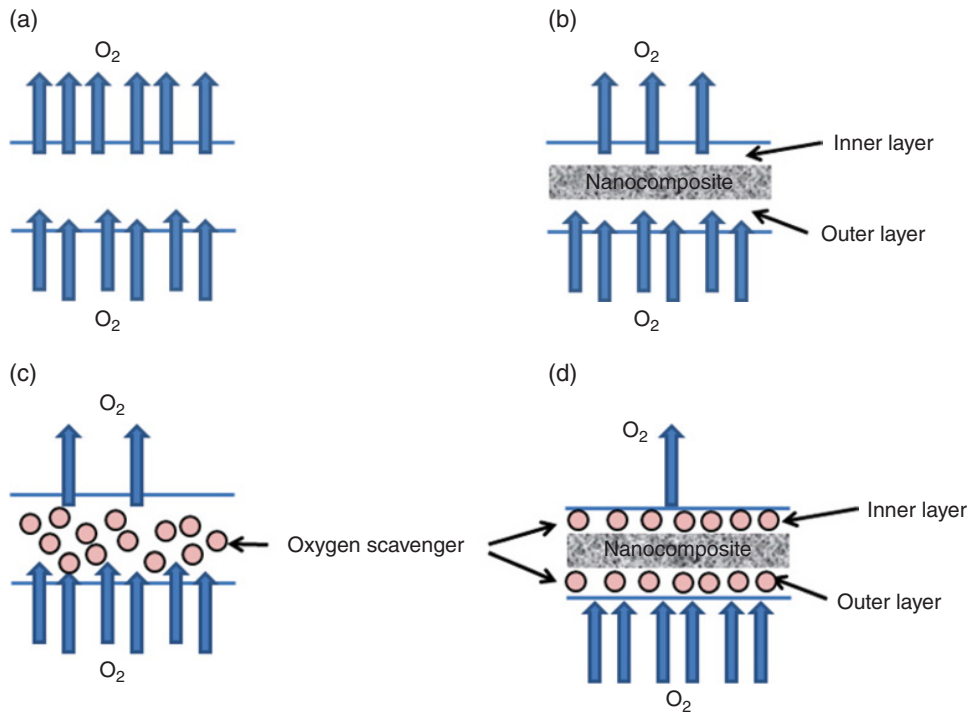 (a)
O₂
O₂
(b)
O₂
Inner layer
Nanocomposite
Outer layer
O₂
(c)
O₂
Oxygen scavenger
O₂
(d)
O₂
Inner layer
Nanocomposite
Outer layer
O₂